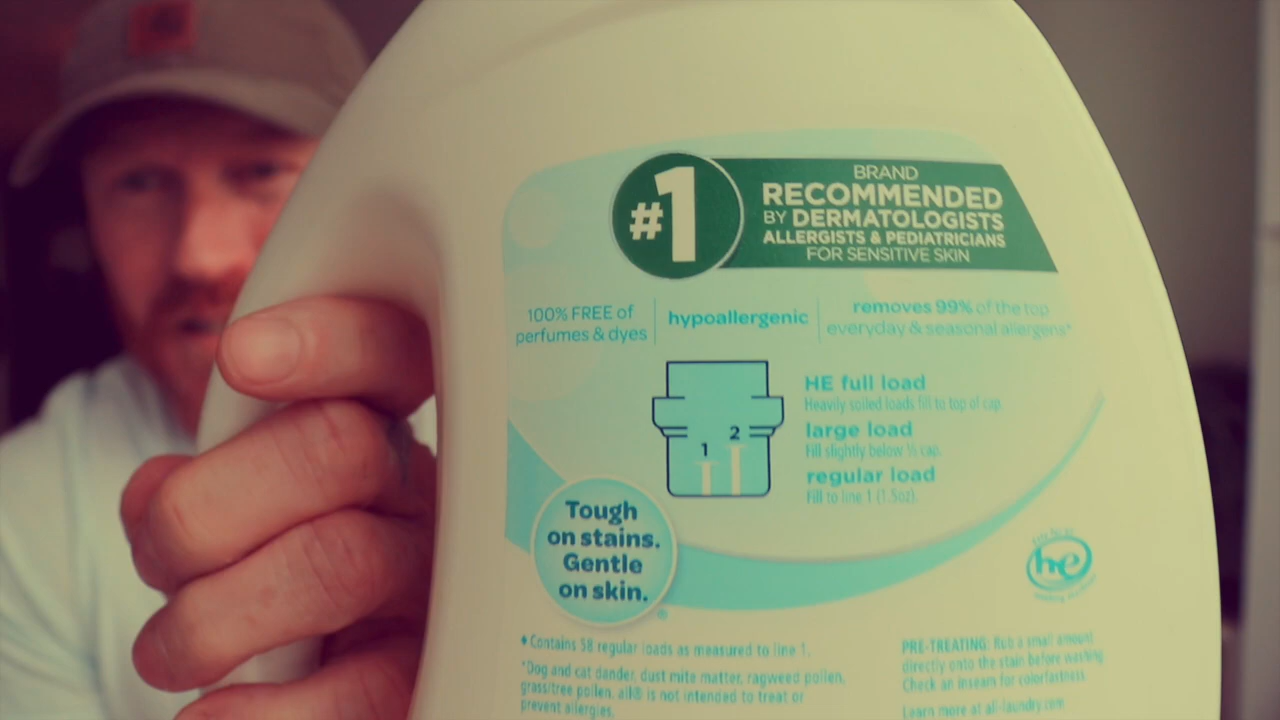 #1
BRAND
RECOMMENDED
BY DERMATOLOGISTS
ALLERGISTS & PEDIATRICIANS
FOR SENSITIVE SKIN
100% FREE of
perfumes & dyes
hypoallergenic
removes 99% of the top
everyday & seasonal allergens*
1
2
HE full load
Heavily soiled loads fill to top of cap.
large load
Fill slightly below ½ cap.
regular load
Fill to line 1 (1.5oz).
Tough
on stains.
Gentle
on skin.
®
he
♦Contains 58 regular loads as measured to line 1.
*Dog and cat dander, dust mite matter, ragweed pollen,
grass/tree pollen. all® is not intended to treat or
prevent allergies.
PRE-TREATING: Rub a small amount
directly onto the stain before washing
Check an inseam for colorfastness
Learn more at all-laundry.com